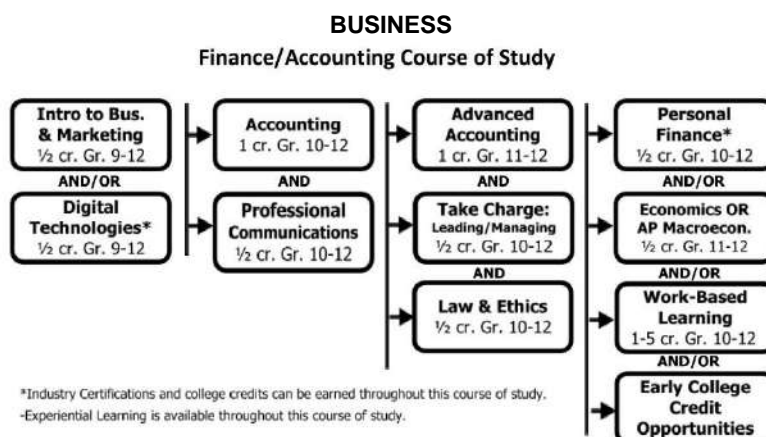 BUSINESS
Finance/Accounting Course of Study
Intro to Bus.
& Marketing
½ cr. Gr. 9-12
AND/OR
Digital
Technologies*
½ cr. Gr. 9-12
Accounting
1 cr. Gr. 10-12
AND
Professional
Communications
½ cr. Gr. 10-12
Advanced
Accounting
1 cr. Gr. 11-12
AND
Take Charge:
Leading/Managing
½ cr. Gr. 10-12
AND
Law & Ethics
½ cr. Gr. 10-12
Personal
Finance*
½ cr. Gr. 10-12
AND/OR
Economics OR
AP Macroecon.
½ cr. Gr. 11-12
AND/OR
Work-Based
Learning
1-5 cr. Gr. 10-12
AND/OR
Early College
Credit
Opportunities
*Industry Certifications and college credits can be earned throughout this course of study.
-Experiential Learning is available throughout this course of study.